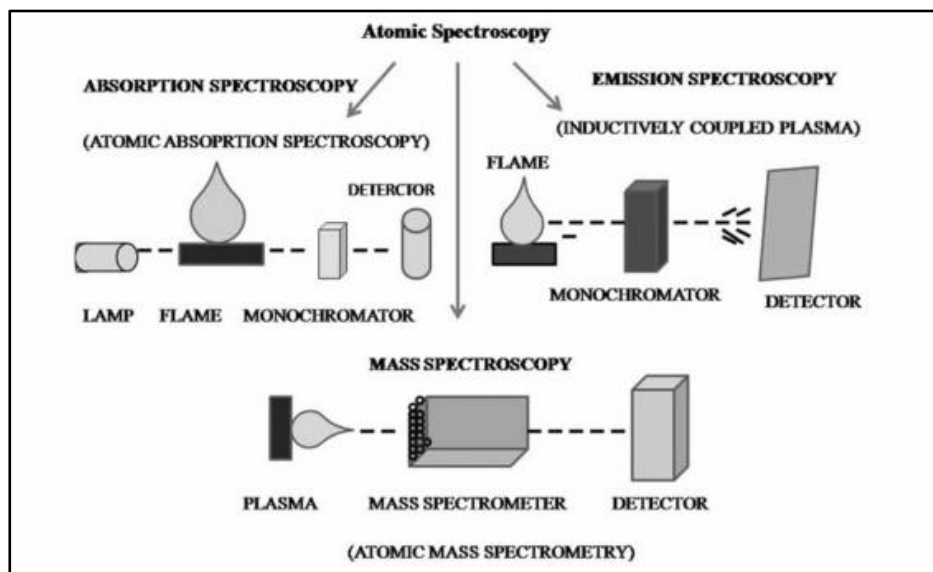 Atomic Spectroscopy
ABSORPTION SPECTROSCOPY
(ATOMIC ABSOPRTION SPECTROSCOPY)
DETERCTOR
LAMP FLAME MONOCHROMATOR
EMISSION SPECTROSCOPY
(INDUCTIVELY COUPLED PLASMA)
FLAME
MONOCHROMATOR
DETECTOR
MASS SPECTROSCOPY
PLASMA MASS SPECTROMETER DETECTOR
(ATOMIC MASS SPECTROMETRY)